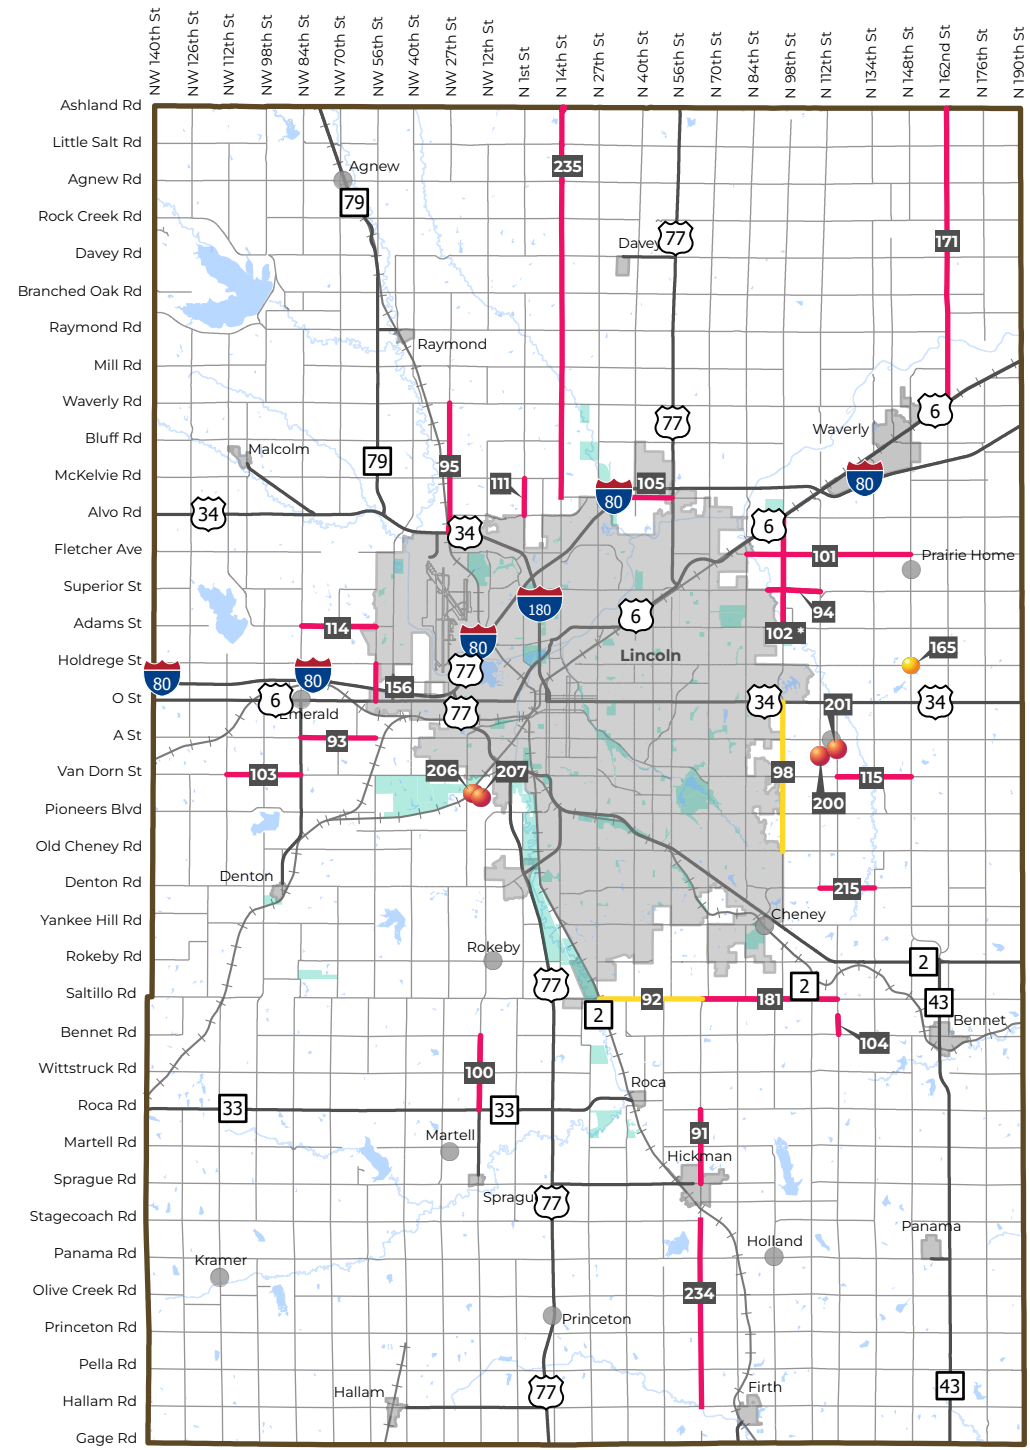 NW 140th St
NW 126th St
NW 112th St
NW 98th St
NW 84th St
NW 70th St
NW 56th St
NW 40th St
NW 27th St
NW 12th St
N 1st St
N 14th St
N 27th St
N 40th St
N 56th St
N 70th St
N 84th St
N 98th St
N 112th St
N 134th St
N 148th St
N 162nd St
N 176th St
N 190th St
Ashland Rd
Little Salt Rd
Agnew Rd
Rock Creek Rd
Davey Rd
Branched Oak Rd
Raymond Rd
Mill Rd
Waverly Rd
Bluff Rd
McKelvie Rd
Alvo Rd
Fletcher Ave
Superior St
Adams St
Holdrege St
O St
A St
Van Dorn St
Pioneers Blvd
Old Cheney Rd
Denton Rd
Yankee Hill Rd
Rokeby Rd
Saltillo Rd
Bennet Rd
Wittstruck Rd
Roca Rd
Martell Rd
Sprague Rd
Stagecoach Rd
Panama Rd
Olive Creek Rd
Princeton Rd
Pella Rd
Hallam Rd
Gage Rd
Agnew
235
79
Davey
77
171
Raymond
77
6
Waverly
Malcolm
79
95
111
105
80
80
34
34
6
101
Prairie Home
180
94
6
114
102 *
80
Lincoln
165
80
80
77
156
6
34
201
34
Emerald
77
93
103
206
207
98
115
200
Denton
215
Cheney
Rokeby
2
77
2
92
181
43
2
Bennet
104
100
Roca
33
33
Martell
91
Hickman
Spragu
77
Panama
Holland
Kramer
234
Princeton
Hallam
77
Firth
43